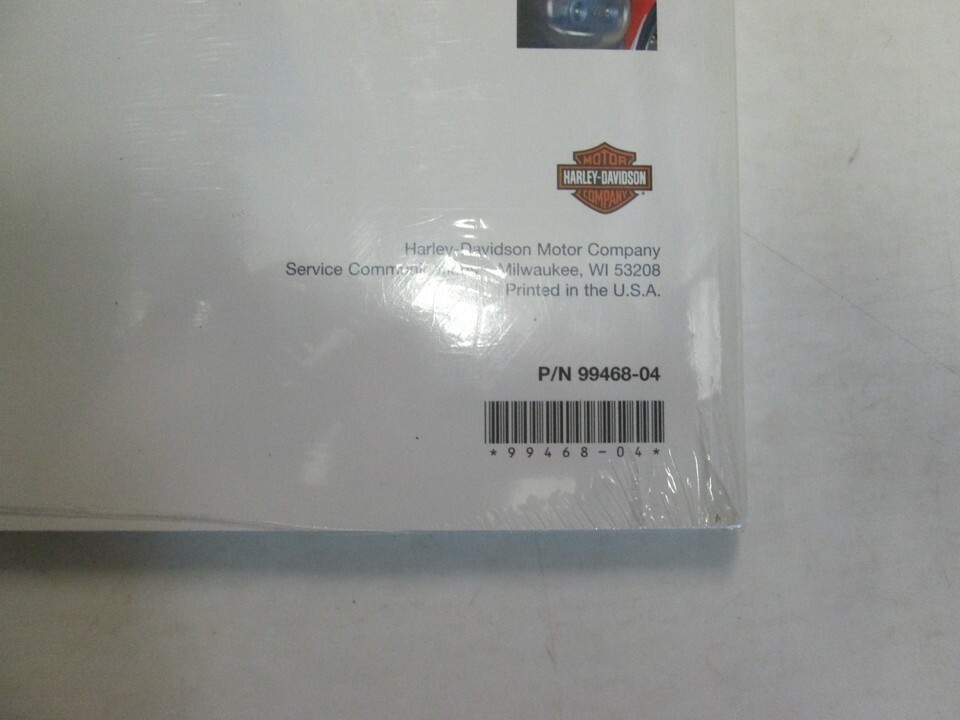 MOTOR
HARLEY-DAVIDSON
COMPANY
Harley-Davidson Motor Company
Milwaukee, WI 53208
Service
Printed in the U.S.A.
P/N 99468-04
*99468-04*